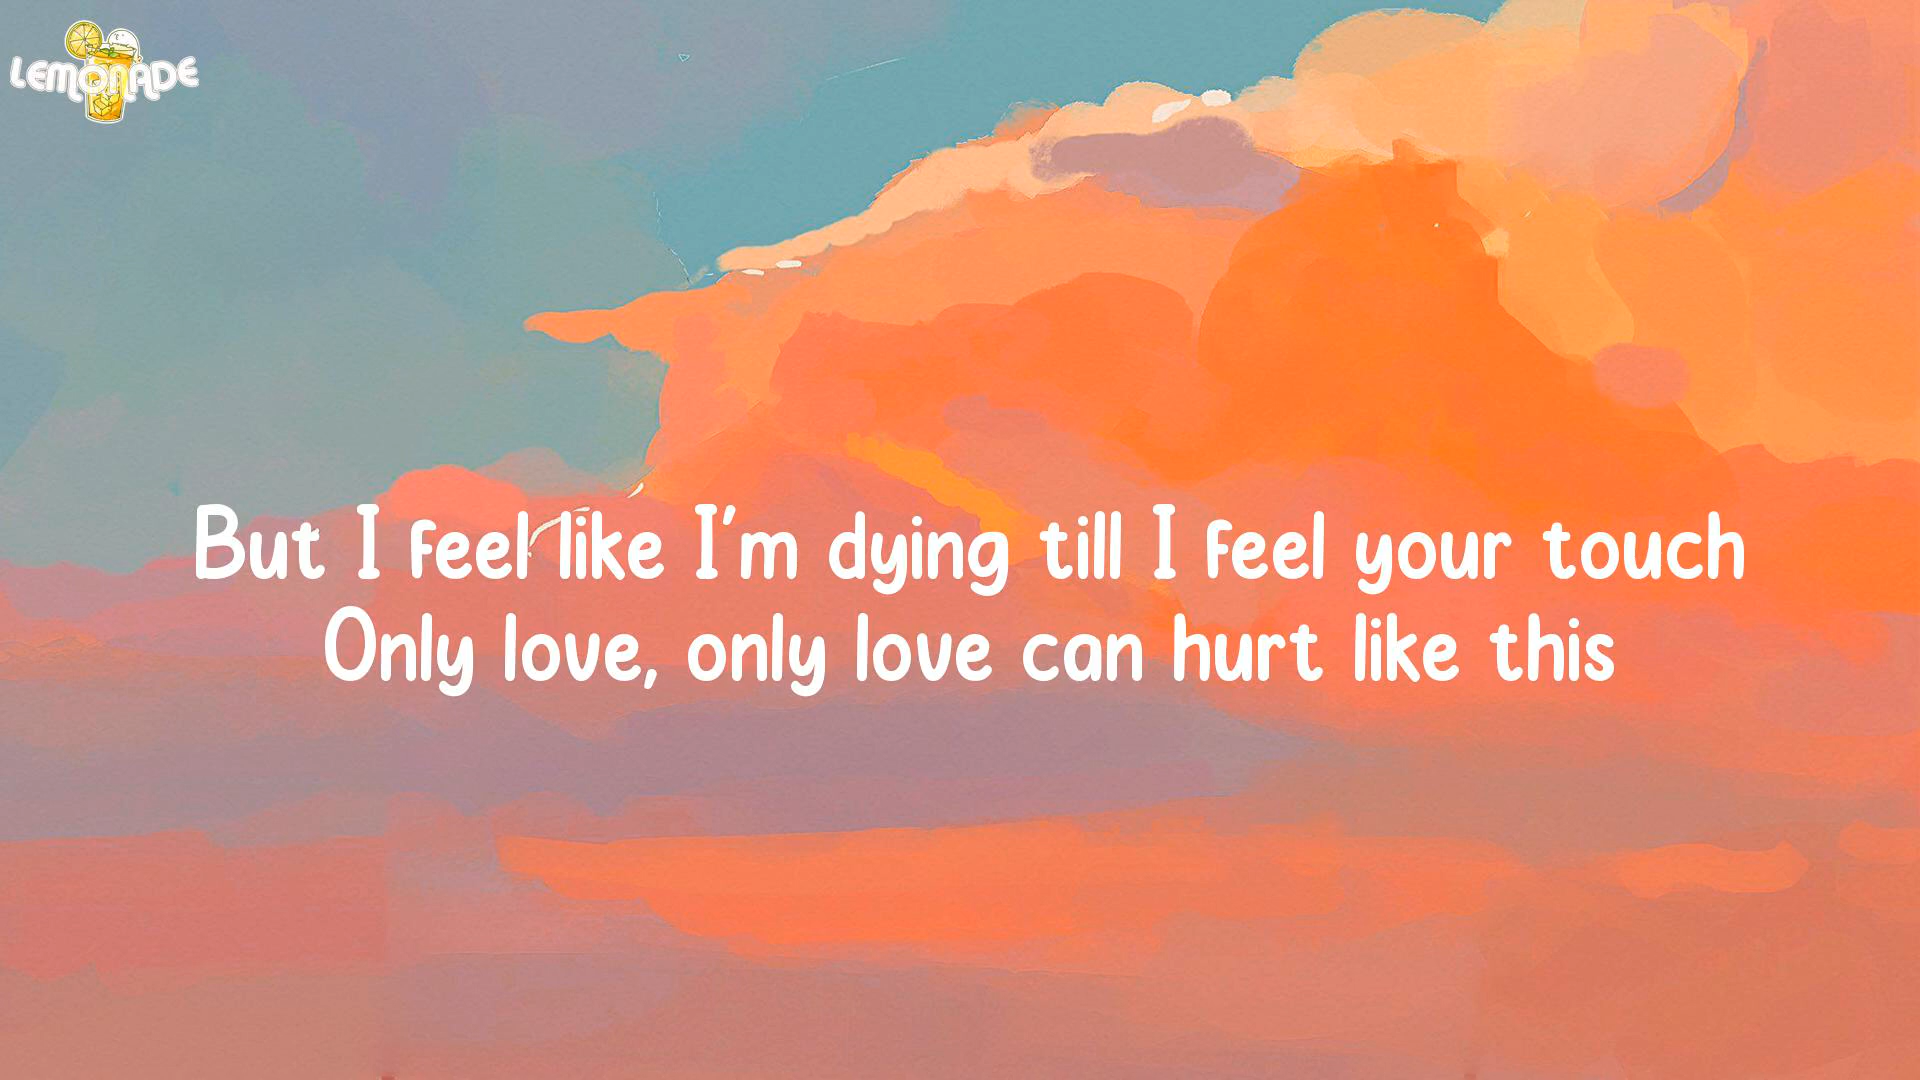 LEMONADE
But I feel like I'm dying till I feel your touch
Only love, only love can hurt like this